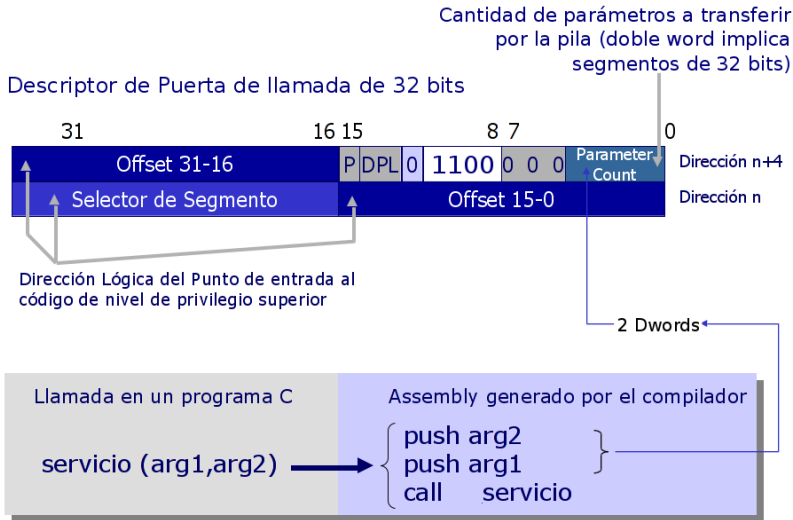 Cantidad de parámetros a transferir
por la pila (doble word implica
segmentos de 32 bits)
Descriptor de Puerta de llamada de 32 bits
31 16 15 8 7 0
Offset 31-16 P DPL 0 1100 0 0 0 Parameter Count Dirección n+4
Selector de Segmento Offset 15-0 Dirección n
Dirección Lógica del Punto de entrada al
código de nivel de privilegio superior
2 Dwords
Llamada en un programa C
servicio (arg1,arg2)
Assembly generado por el compilador
push arg2
push arg1
call servicio